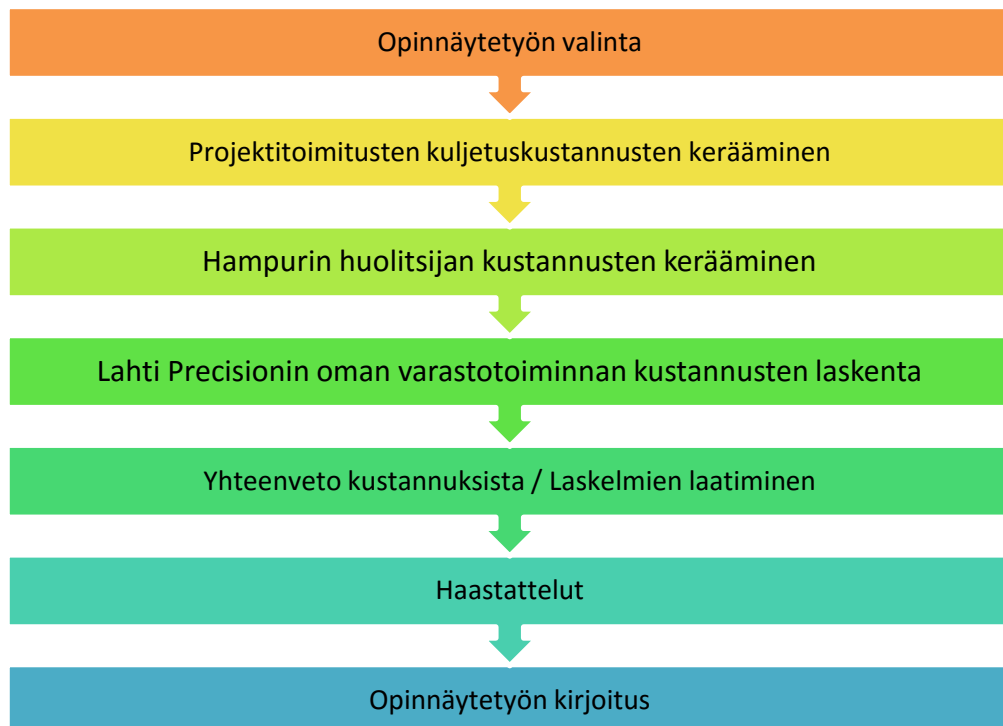 Opinnäytetyön valinta
Projektitoimitusten kuljetuskustannusten kerääminen
Hampurin huolitsijan kustannusten kerääminen
Lahti Precisionin oman varastotoiminnan kustannusten laskenta
Yhteenveto kustannuksista / Laskelmien laatiminen
Haastattelut
Opinnäytetyön kirjoitus